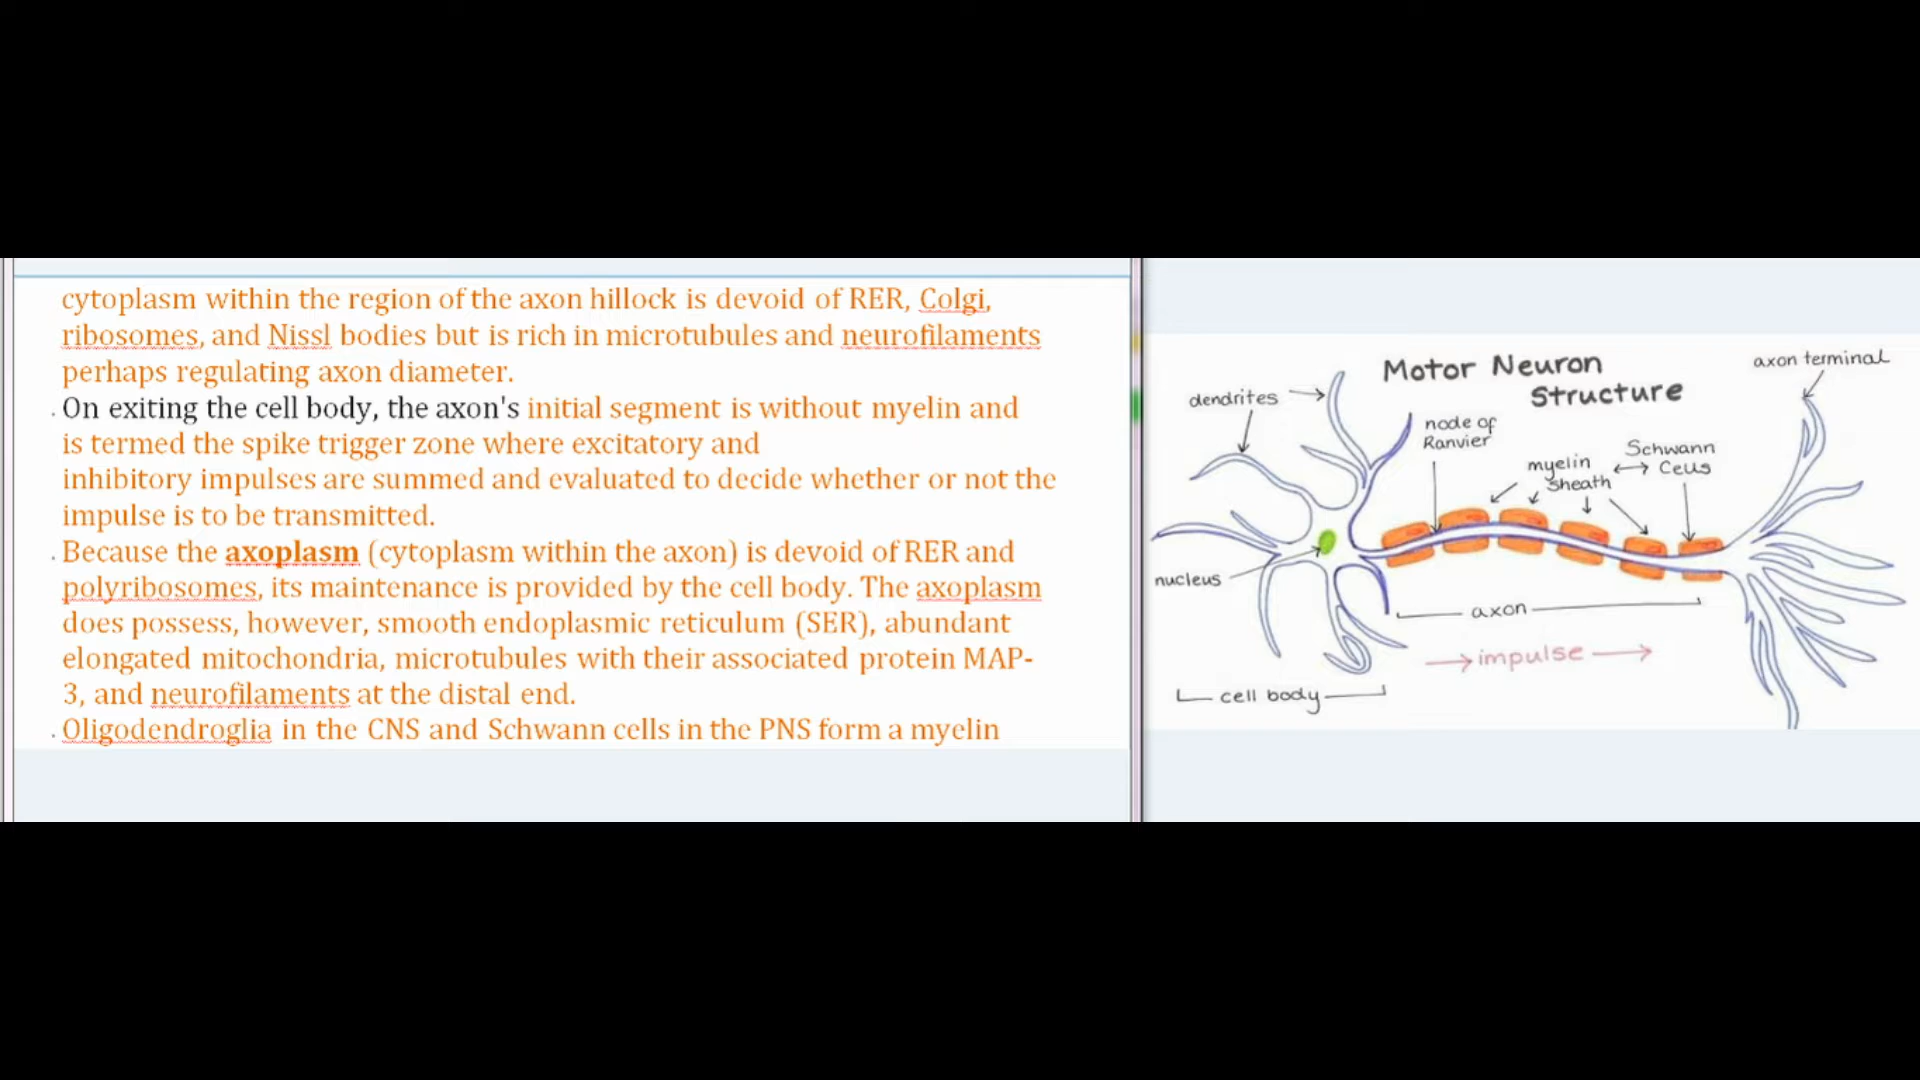 cytoplasm within the region of the axon hillock is devoid of RER, Colgi,
ribosomes, and Nissl bodies but is rich in microtubules and neurofilaments
perhaps regulating axon diameter.
On exiting the cell body, the axon's initial segment is without myelin and
is termed the spike trigger zone where excitatory and
inhibitory impulses are summed and evaluated to decide whether or not the
impulse is to be transmitted.
Because the axoplasm (cytoplasm within the axon) is devoid of RER and
polyribosomes, its maintenance is provided by the cell body. The axoplasm
does possess, however, smooth endoplasmic reticulum (SER), abundant
elongated mitochondria, microtubules with their associated protein MAP-
3, and neurofilaments at the distal end.
Oligodendroglia in the CNS and Schwann cells in the PNS form a myelin
Motor Neuron
Structure
axon terminal
dendrites
node of
Ranvier
Schwann
Cells
myelin
sheath
nucleus
axon
impulse
cell body